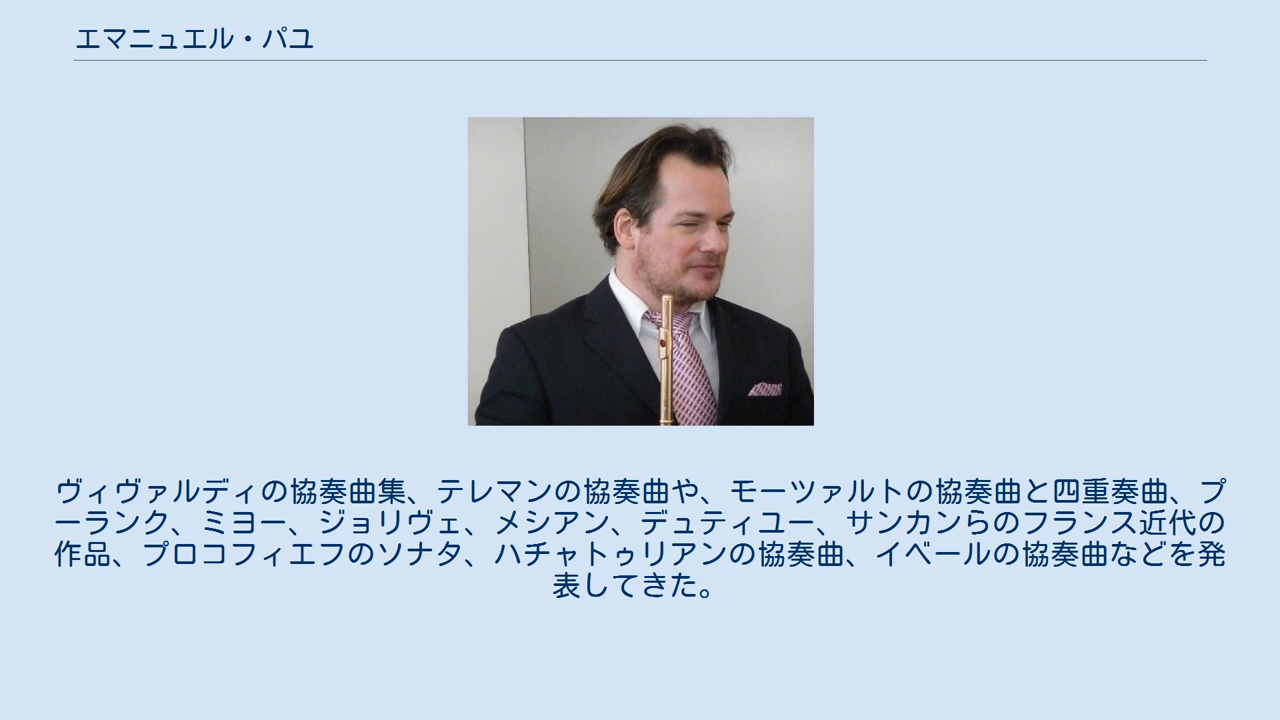 エマニュエル・パユ
ヴィヴァルディの協奏曲集、テレマンの協奏曲や、モーツァルトの協奏曲と四重奏曲、プ
ーランク、ミヨー、ジョリヴェ、メシアン、デュティユー、サンカンらのフランス近代の
作品、プロコフィエフのソナタ、ハチャトゥリアンの協奏曲、イベールの協奏曲などを発
表してきた。